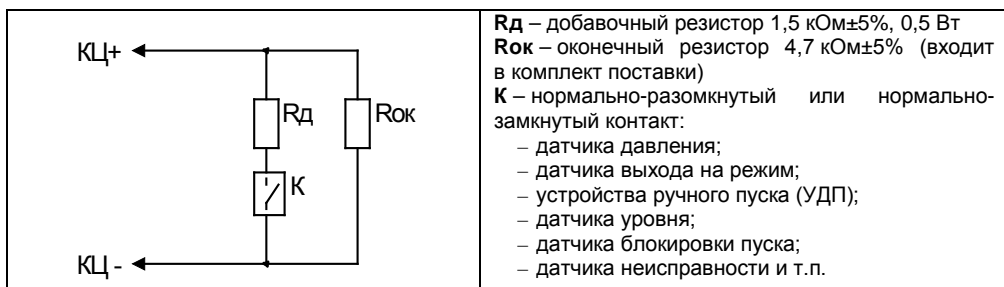 КЦ+
Rд
Rок
К
КЦ -
Rд – добавочный резистор 1,5 кОм±5%, 0,5 Вт
Rок – оконечный резистор 4,7 кОм±5% (входит
в комплект поставки)
К – нормально-разомкнутый или нормально-
замкнутый контакт:
– датчика давления;
– датчика выхода на режим;
– устройства ручного пуска (УДП);
– датчика уровня;
– датчика блокировки пуска;
– датчика неисправности и т.п.